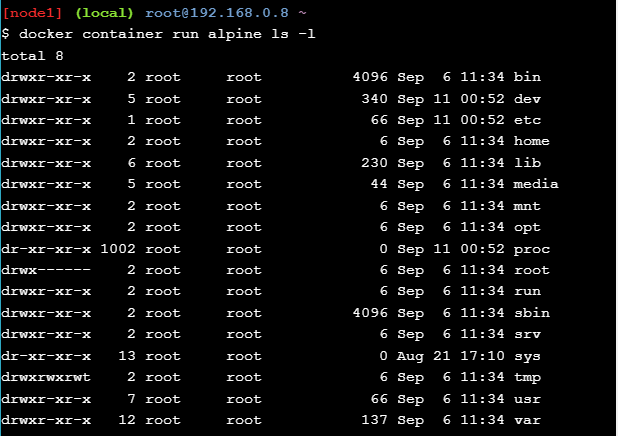 [node1] (local) root@192.168.0.8 ~
$ docker container run alpine ls -l
total 8
drwxr-xr-x    2 root     root          4096 Sep  6 11:34 bin
drwxr-xr-x    5 root     root           340 Sep 11 00:52 dev
drwxr-xr-x    1 root     root            66 Sep 11 00:52 etc
drwxr-xr-x    2 root     root             6 Sep  6 11:34 home
drwxr-xr-x    6 root     root           230 Sep  6 11:34 lib
drwxr-xr-x    5 root     root            44 Sep  6 11:34 media
drwxr-xr-x    2 root     root             6 Sep  6 11:34 mnt
drwxr-xr-x    2 root     root             6 Sep  6 11:34 opt
dr-xr-xr-x 1002 root     root             0 Sep 11 00:52 proc
drwx------    2 root     root             6 Sep  6 11:34 root
drwxr-xr-x    2 root     root             6 Sep  6 11:34 run
drwxr-xr-x    2 root     root          4096 Sep  6 11:34 sbin
drwxr-xr-x    2 root     root             6 Sep  6 11:34 srv
dr-xr-xr-x   13 root     root             0 Aug 21 17:10 sys
drwxrwxrwt    2 root     root             6 Sep  6 11:34 tmp
drwxr-xr-x    7 root     root            66 Sep  6 11:34 usr
drwxr-xr-x   12 root     root           137 Sep  6 11:34 var